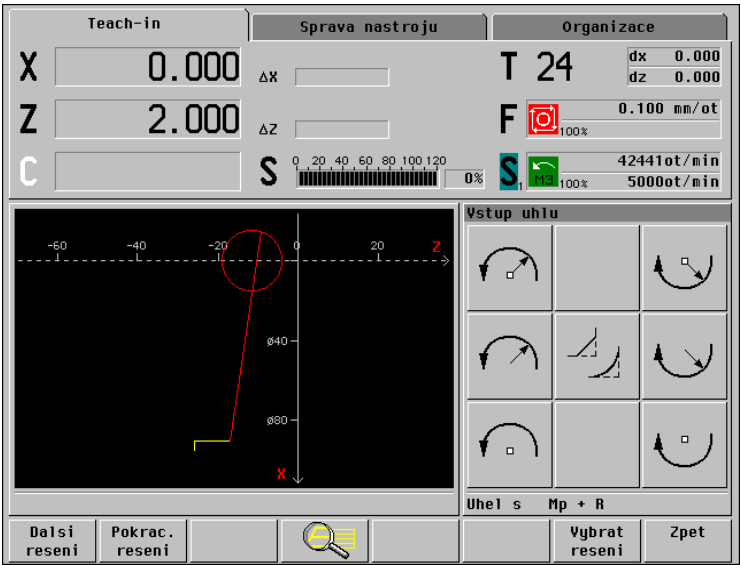 Teach-in
Sprava nastroju
Organizace
X 0.000 ΔX
T 24 dx 0.000
dz 0.000
Z 2.000 ΔZ
F 100% 0.100 mm/ot
C
S 0 20 40 60 80 100 120 0%
S1 M3 100% 42441ot/min
5000ot/min
Vstup uhlu
-60 -40 -20 0 20 Z
ø40
ø80
X
Uhel s Mp + R
Dalsi reseni
Pokrac. reseni
Vybrat reseni
Zpet